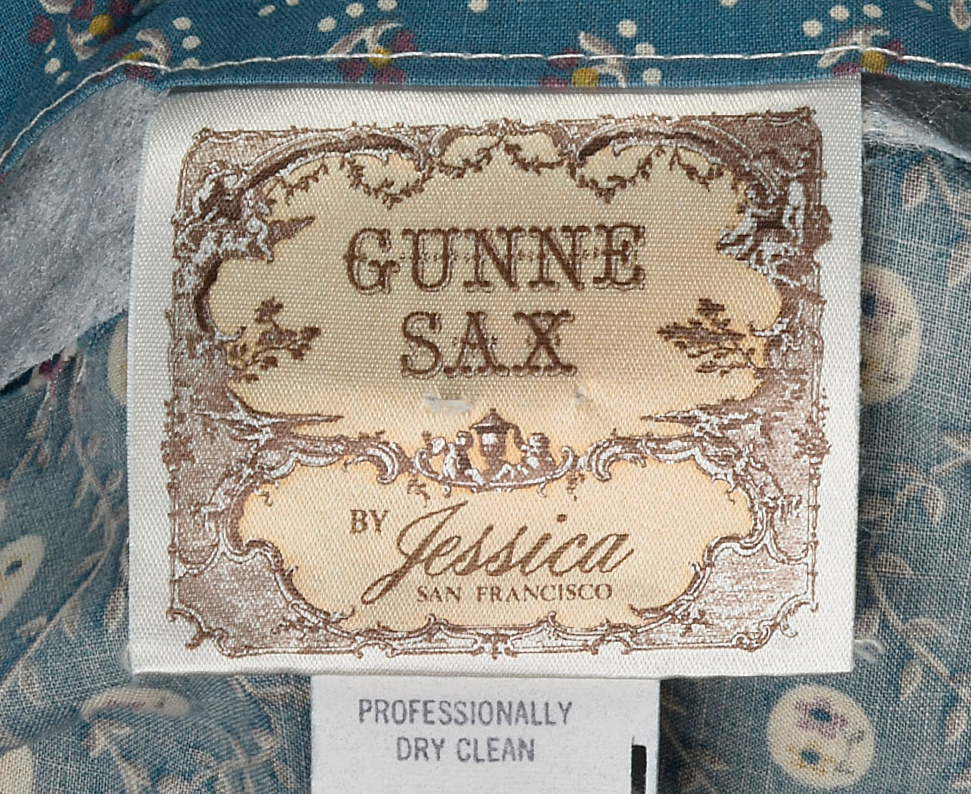 GUNNE
SAX
BY Jessica
SAN FRANCISCO
PROFESSIONALLY
DRY CLEAN